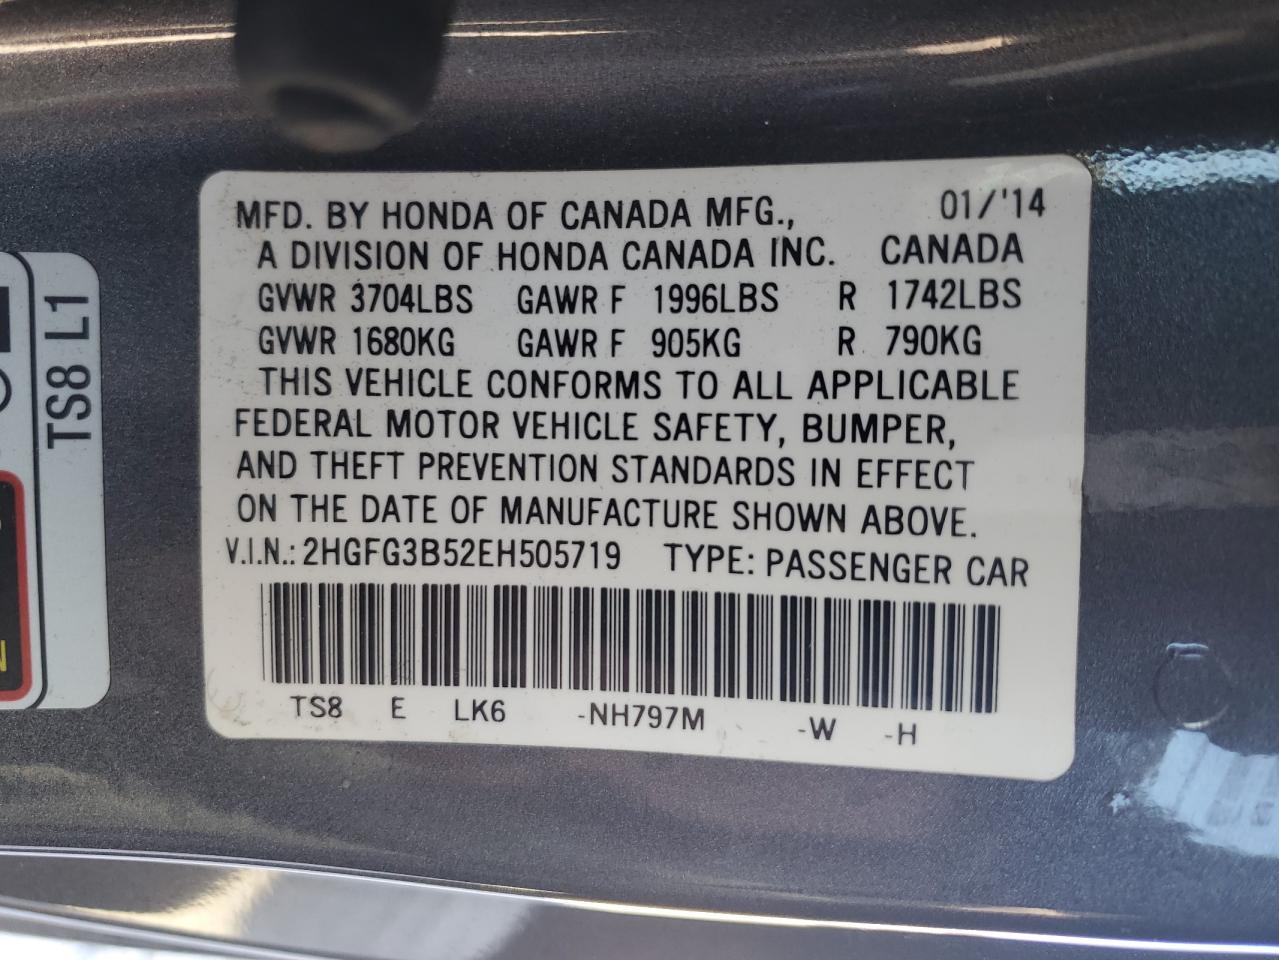 MFD. BY HONDA OF CANADA MFG., 01/'14
A DIVISION OF HONDA CANADA INC. CANADA
GVWR 3704LBS GAWR F 1996LBS R 1742LBS
GVWR 1680KG GAWR F 905KG R 790KG
THIS VEHICLE CONFORMS TO ALL APPLICABLE
FEDERAL MOTOR VEHICLE SAFETY, BUMPER,
AND THEFT PREVENTION STANDARDS IN EFFECT
ON THE DATE OF MANUFACTURE SHOWN ABOVE.
V.I.N.: 2HGFG3B52EH505719 TYPE: PASSENGER CAR
TS8 E LK6 -NH797M -W -H
TS8 L1